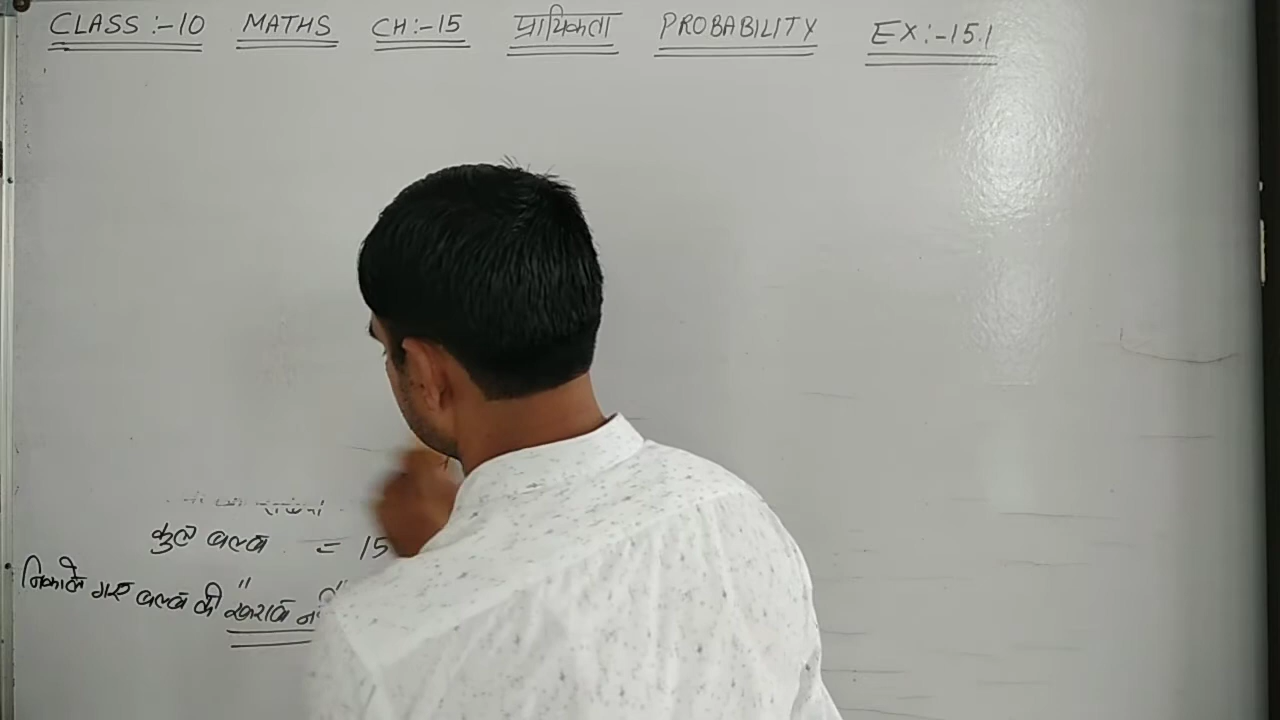 CLASS :-10 MATHS CH:-15 प्रायिकता PROBABILITY EX:-15.1
कुल बल्ब = 15
निकाले गए बल्ब की "खराब